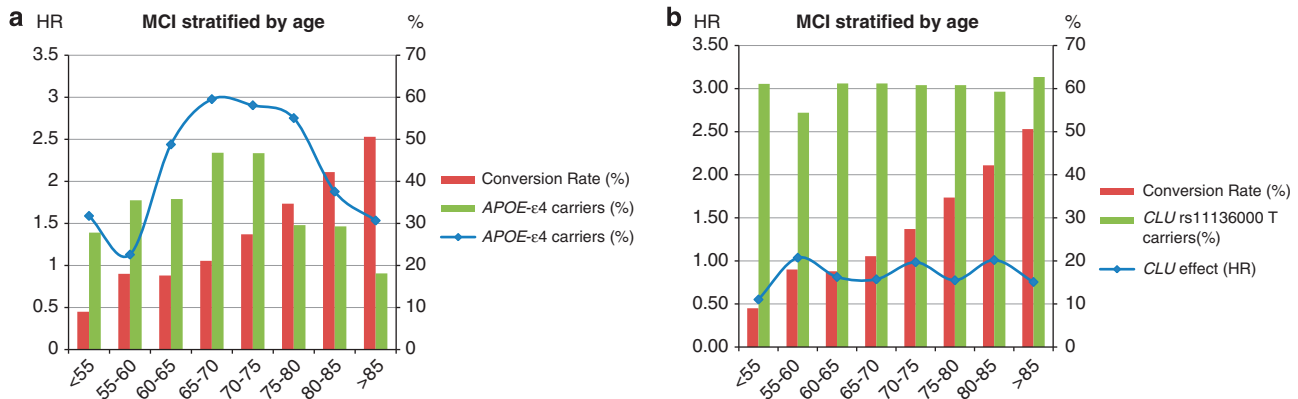 a HR MCI stratified by age %
3.5 70
3 60
2.5 50
2 40
1.5 30
1 20
0.5 10
0 0
<55 55-60 60-65 65-70 70-75 75-80 80-85 >85
Conversion Rate (%)
APOE-ε4 carriers (%)
APOE-ε4 carriers (%)
b HR MCI stratified by age %
3.50 70
3.00 60
2.50 50
2.00 40
1.50 30
1.00 20
0.50 10
0.00 0
<55 55-60 60-65 65-70 70-75 75-80 80-85 >85
Conversion Rate (%)
CLU rs11136000 T
carriers(%)
CLU effect (HR)